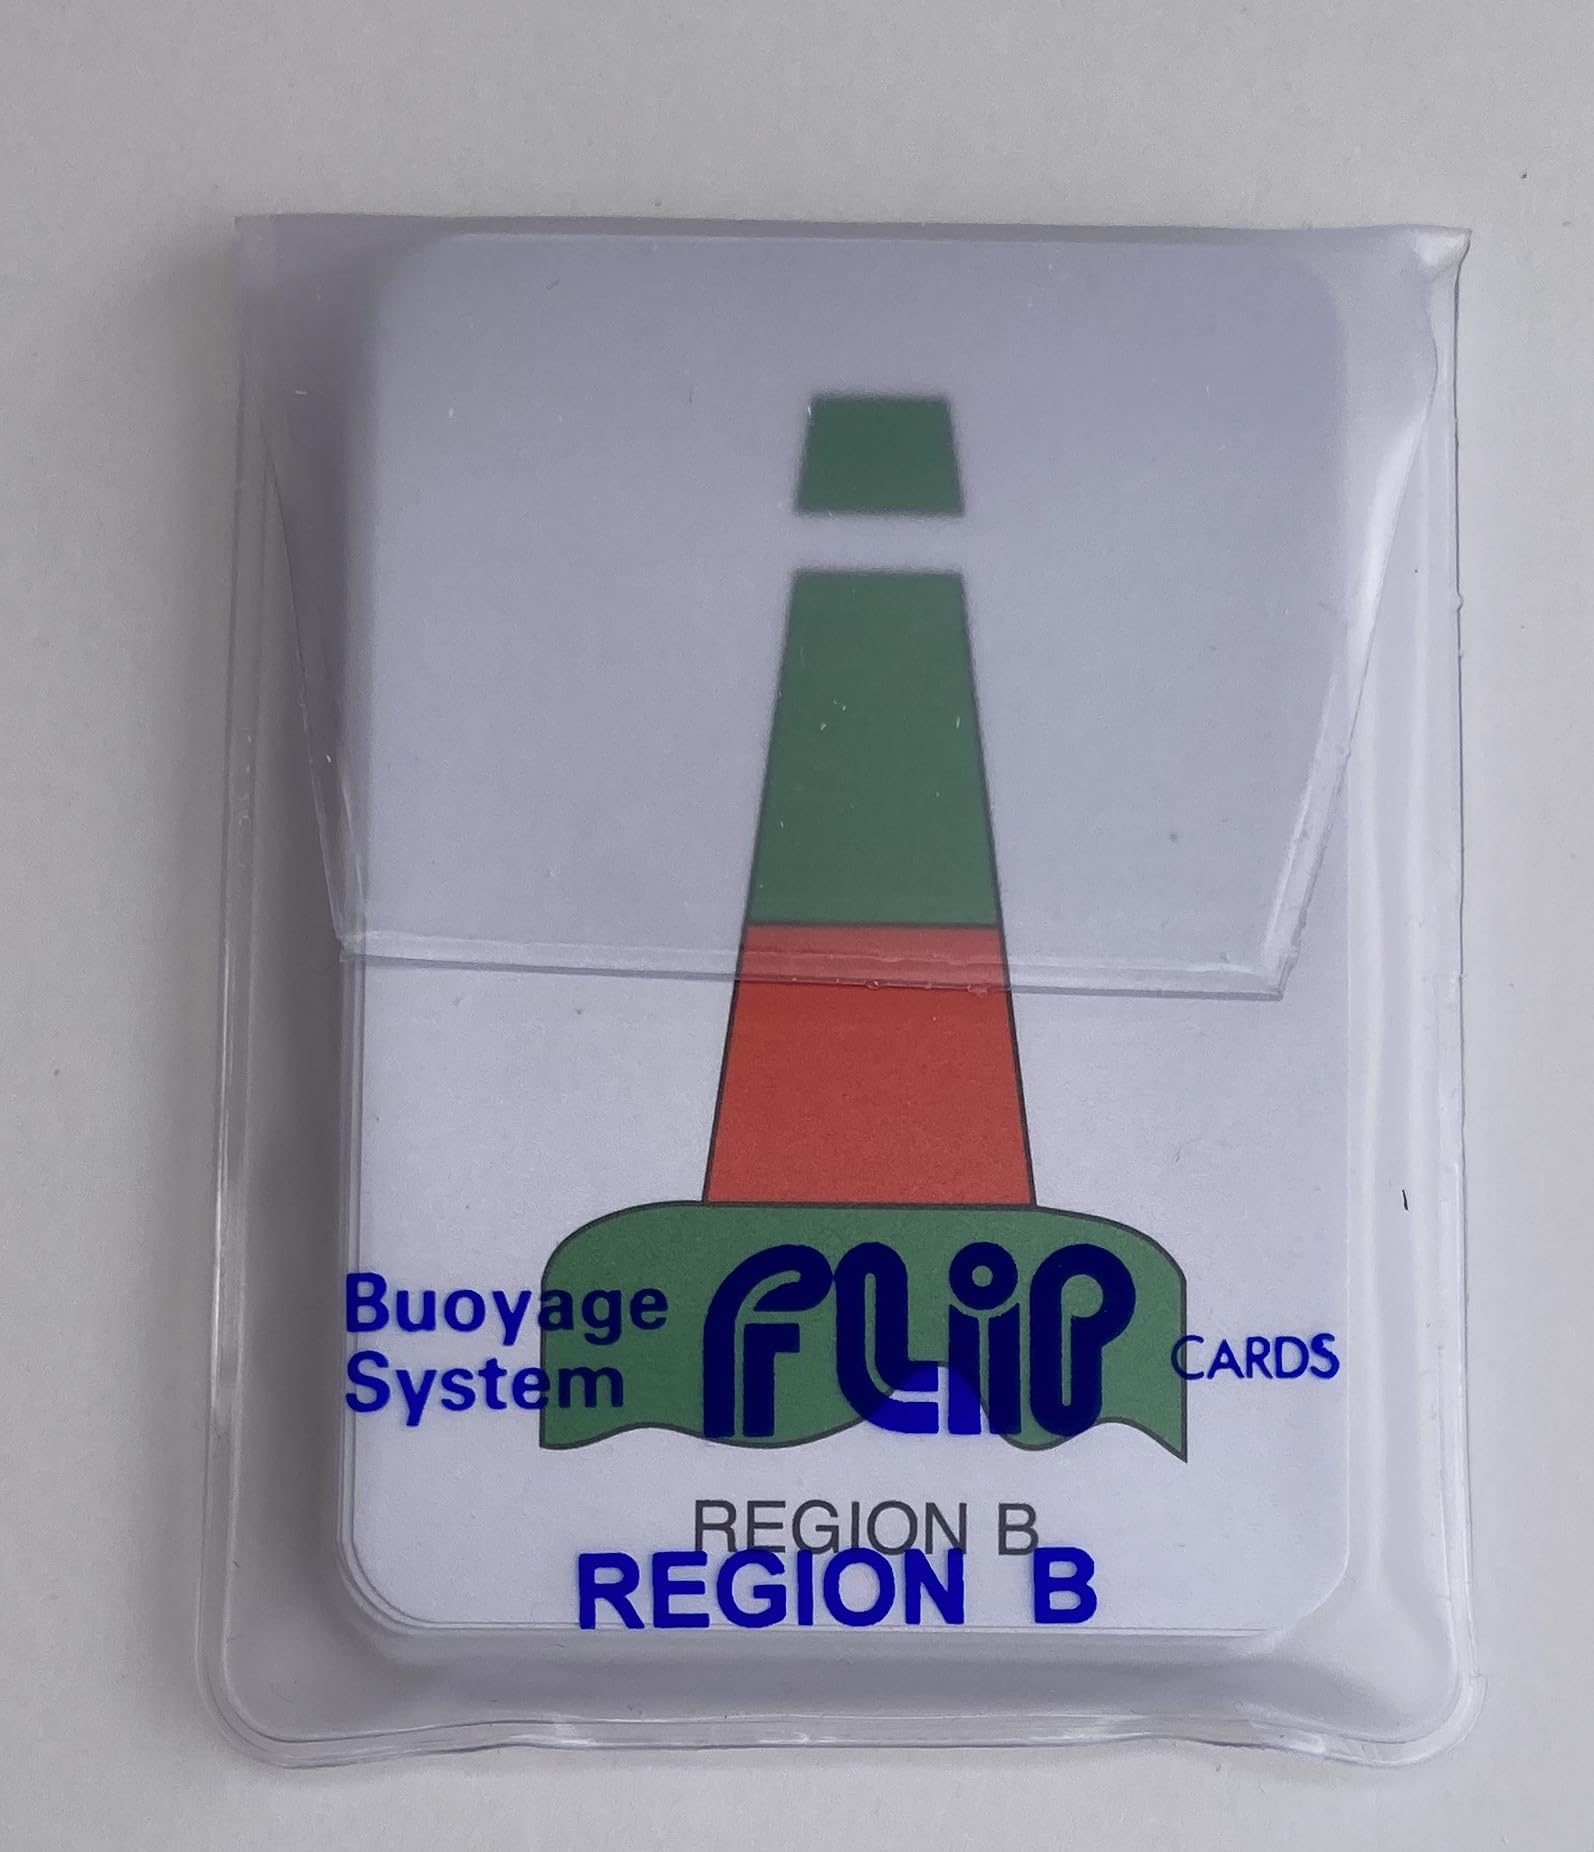 Buoyage
System
FLiP CARDS
REGION B
REGION B